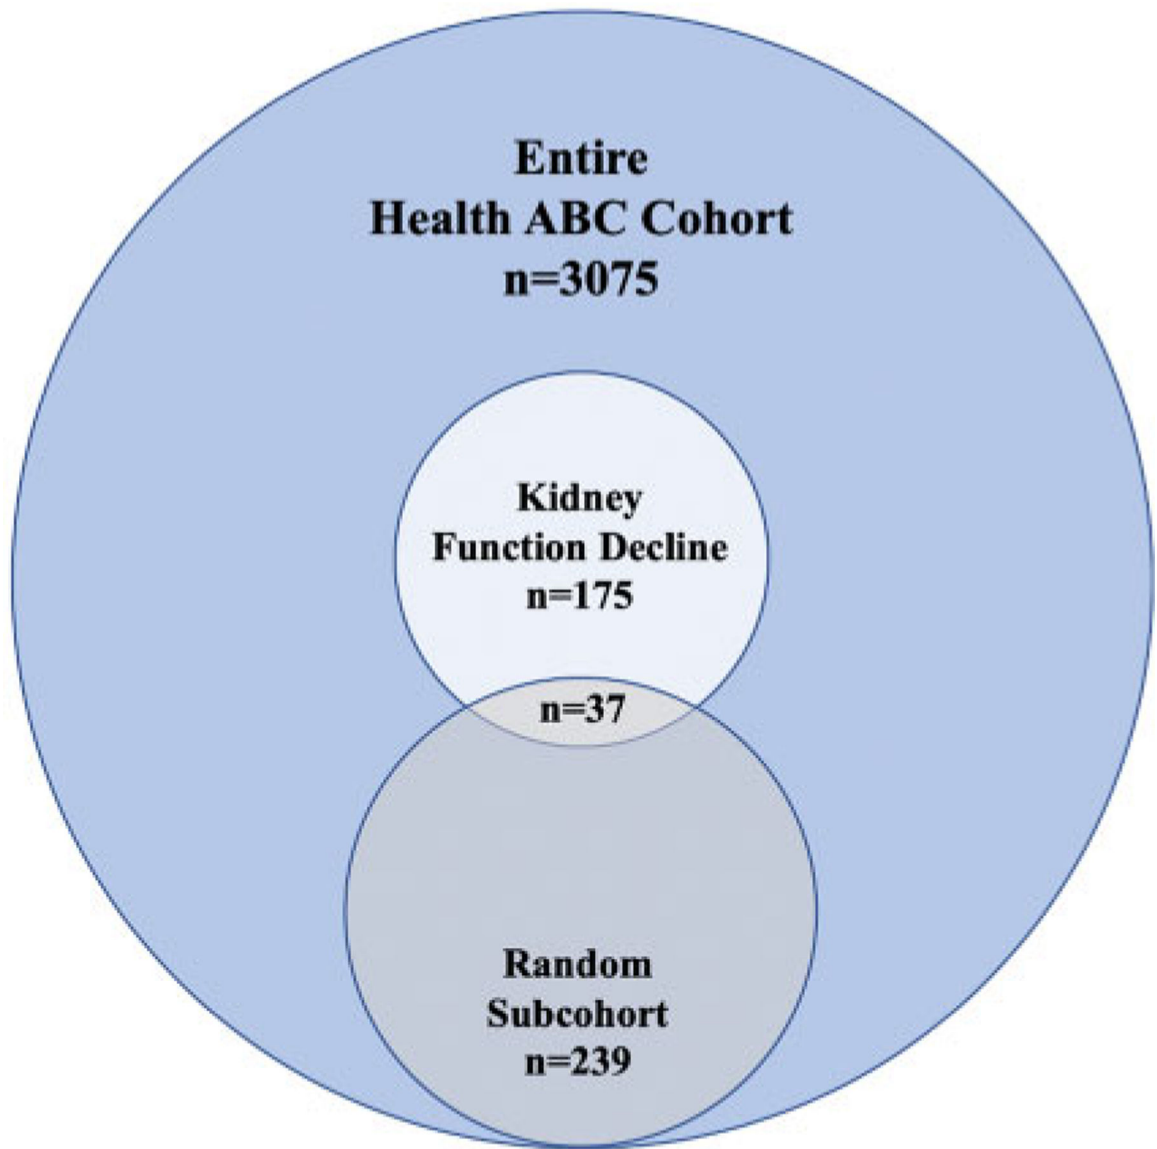 Entire
Health ABC Cohort
n=3075
Kidney
Function Decline
n=175
n=37
Random
Subcohort
n=239